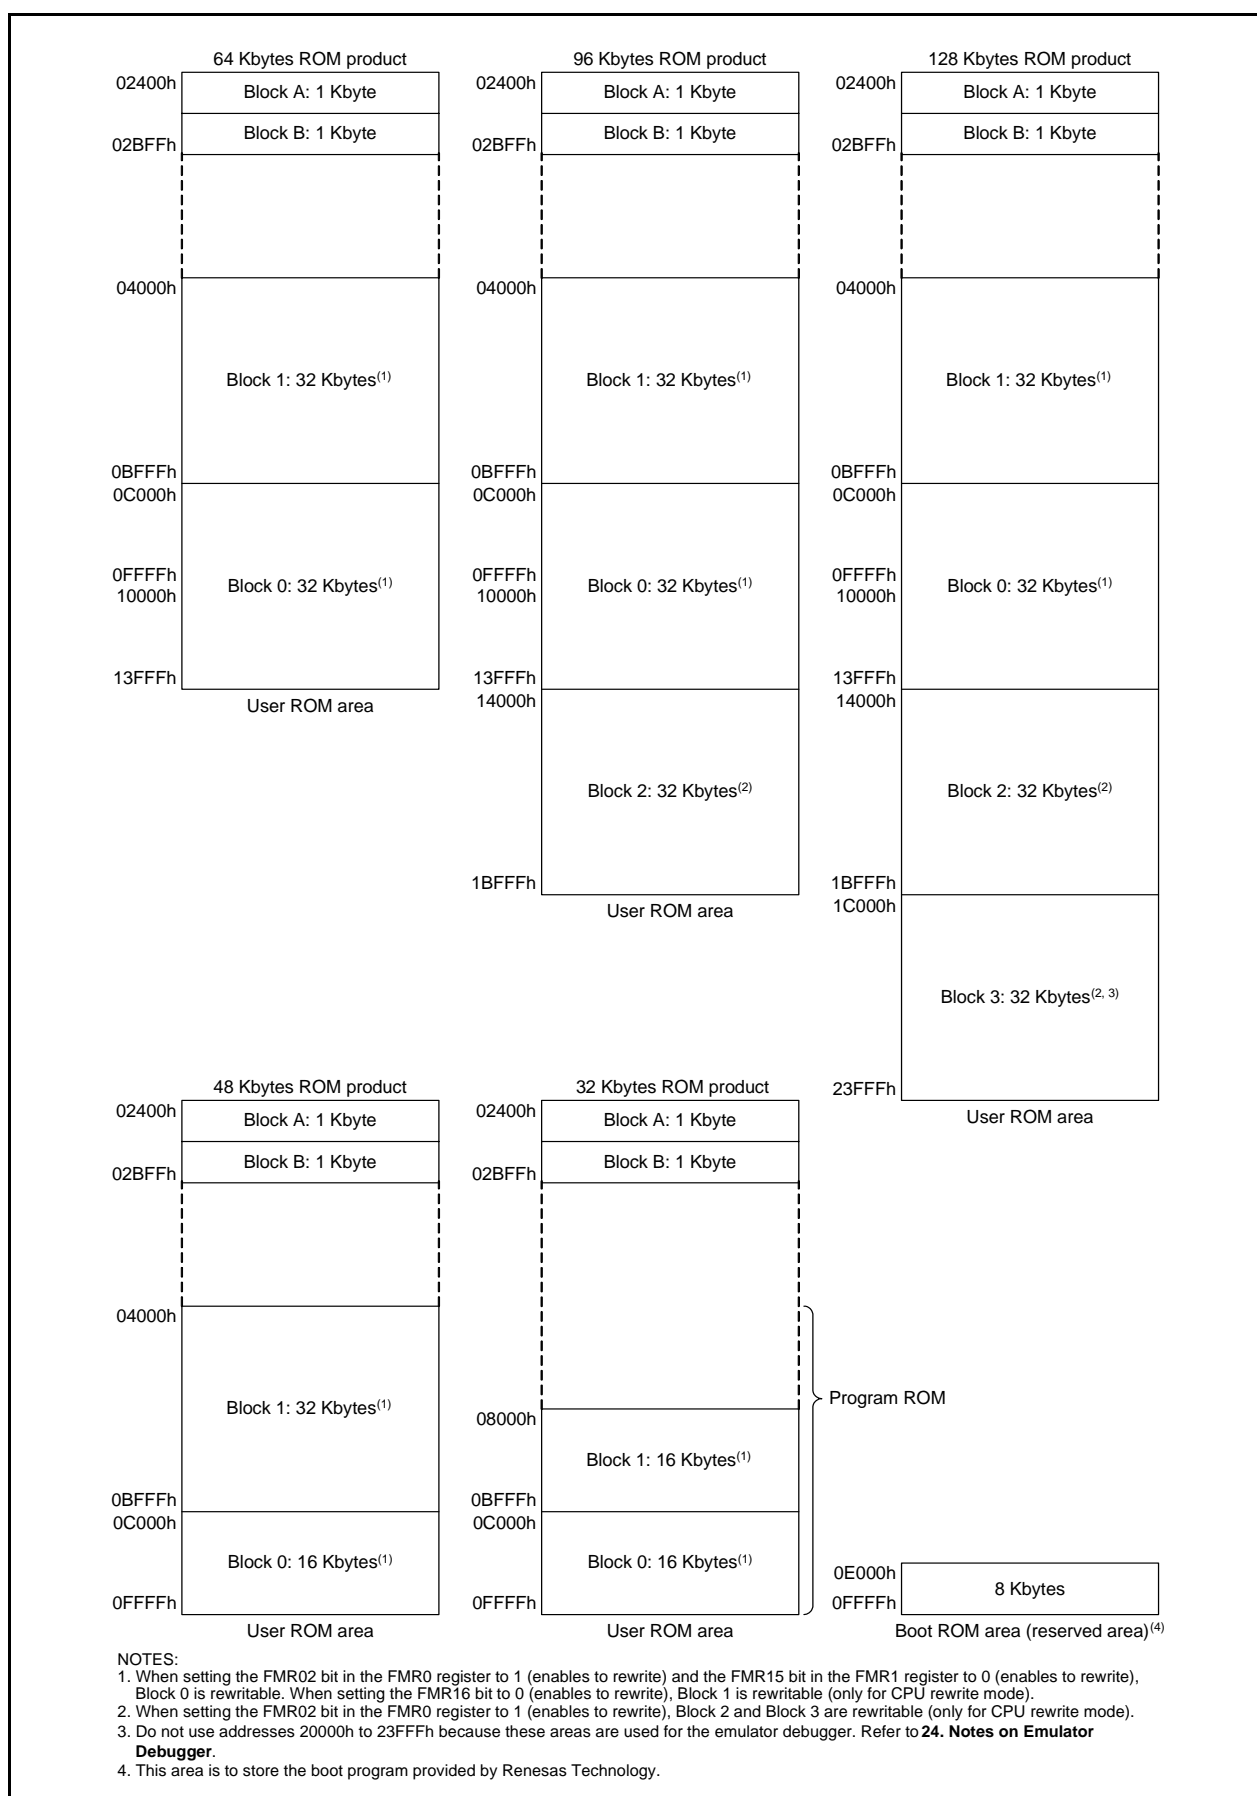 64 Kbytes ROM product
02400h
Block A: 1 Kbyte
Block B: 1 Kbyte
02BFFh
04000h
Block 1: 32 Kbytes(1)
0BFFFh
0C000h
0FFFFh
Block 0: 32 Kbytes(1)
10000h
13FFFh
User ROM area
96 Kbytes ROM product
02400h
Block A: 1 Kbyte
Block B: 1 Kbyte
02BFFh
04000h
Block 1: 32 Kbytes(1)
0BFFFh
0C000h
0FFFFh
Block 0: 32 Kbytes(1)
10000h
13FFFh
14000h
Block 2: 32 Kbytes(2)
1BFFFh
User ROM area
128 Kbytes ROM product
02400h
Block A: 1 Kbyte
Block B: 1 Kbyte
02BFFh
04000h
Block 1: 32 Kbytes(1)
0BFFFh
0C000h
0FFFFh
Block 0: 32 Kbytes(1)
10000h
13FFFh
14000h
Block 2: 32 Kbytes(2)
1BFFFh
1C000h
Block 3: 32 Kbytes(2, 3)
23FFFh
User ROM area
48 Kbytes ROM product
02400h
Block A: 1 Kbyte
Block B: 1 Kbyte
02BFFh
04000h
Block 1: 32 Kbytes(1)
0BFFFh
0C000h
Block 0: 16 Kbytes(1)
0FFFFh
User ROM area
32 Kbytes ROM product
02400h
Block A: 1 Kbyte
Block B: 1 Kbyte
02BFFh
Program ROM
08000h
Block 1: 16 Kbytes(1)
0BFFFh
0C000h
Block 0: 16 Kbytes(1)
0FFFFh
User ROM area
0E000h
8 Kbytes
0FFFFh
Boot ROM area (reserved area)(4)
NOTES:
1. When setting the FMR02 bit in the FMR0 register to 1 (enables to rewrite) and the FMR15 bit in the FMR1 register to 0 (enables to rewrite),
Block 0 is rewritable. When setting the FMR16 bit to 0 (enables to rewrite), Block 1 is rewritable (only for CPU rewrite mode).
2. When setting the FMR02 bit in the FMR0 register to 1 (enables to rewrite), Block 2 and Block 3 are rewritable (only for CPU rewrite mode).
3. Do not use addresses 20000h to 23FFFh because these areas are used for the emulator debugger. Refer to 24. Notes on Emulator
Debugger.
4. This area is to store the boot program provided by Renesas Technology.